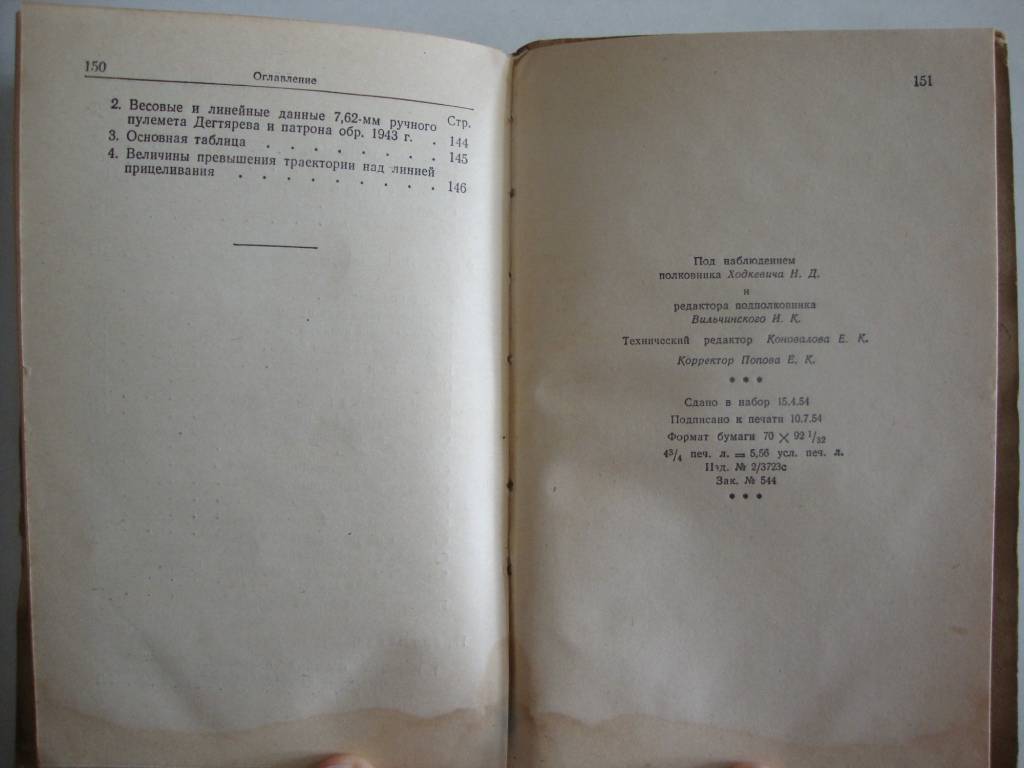 150
Оглавление
Стр.
2. Весовые и линейные данные 7,62-мм ручного
пулемета Дегтярева и патрона обр. 1943 г. . 144
3. Основная таблица . . . . . . . . 145
4. Величины превышения траектории над линией
прицеливания . . . . . . . . . 146
151
Под наблюдением
полковника Ходкевича Н. Д.
и
редактора подполковника
Вильчинского И. К.
Технический редактор Коновалова Е. К.
Корректор Попова Е. К.
* * *
Сдано в набор 15.4.54
Подписано к печати 10.7.54
Формат бумаги 70 × 92 1/32
4 3/4 печ. л. = 5,56 усл. печ. л.
Изд. № 2/3723с
Зак. № 544
* * *